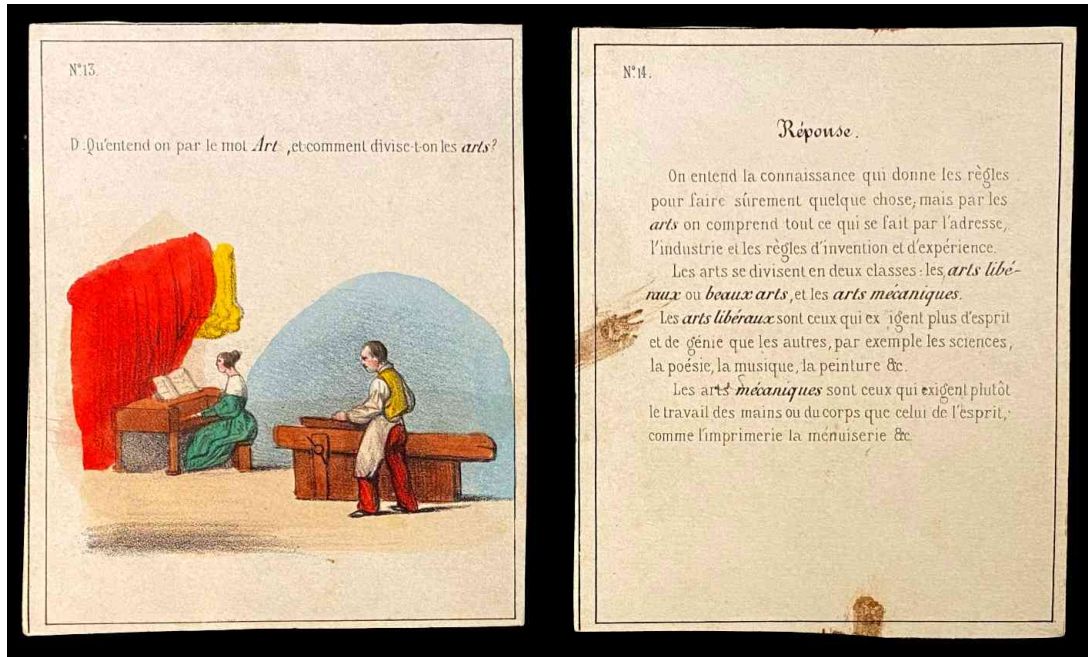 N° 13.
D. Qu'entend on par le mot Art, et comment divise-t-on les arts?
N° 14.
Réponse.
On entend la connaissance qui donne les règles
pour faire sûrement quelque chose; mais par les
arts on comprend tout ce qui se fait par l'adresse,
l'industrie et les règles d'invention et d'expérience.
Les arts se divisent en deux classes: les arts libé-
raux ou beaux arts, et les arts mécaniques.
Les arts libéraux sont ceux qui exigent plus d'esprit
et de génie que les autres, par exemple les sciences,
la poésie, la musique, la peinture &c.
Les arts mécaniques sont ceux qui exigent plutôt
le travail des mains ou du corps que celui de l'esprit,
comme l'imprimerie la menuiserie &c.